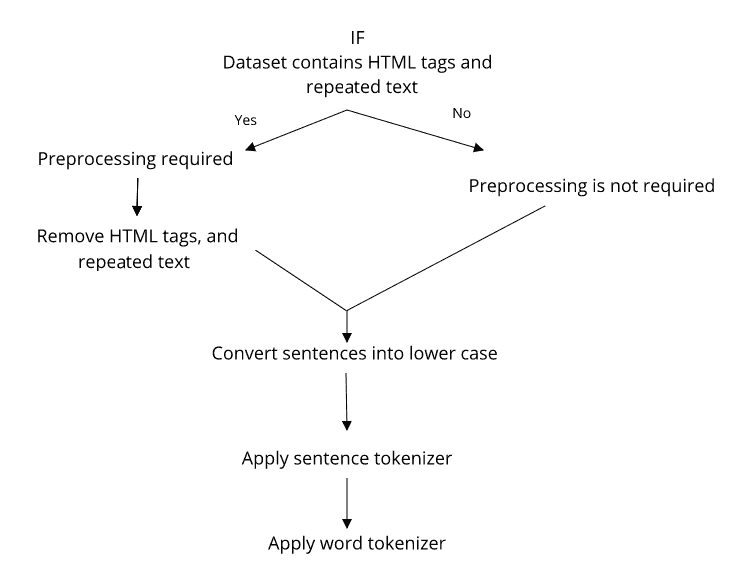 IF
Dataset contains HTML tags and
repeated text
Yes
No
Preprocessing required
Preprocessing is not required
Remove HTML tags, and
repeated text
Convert sentences into lower case
Apply sentence tokenizer
Apply word tokenizer